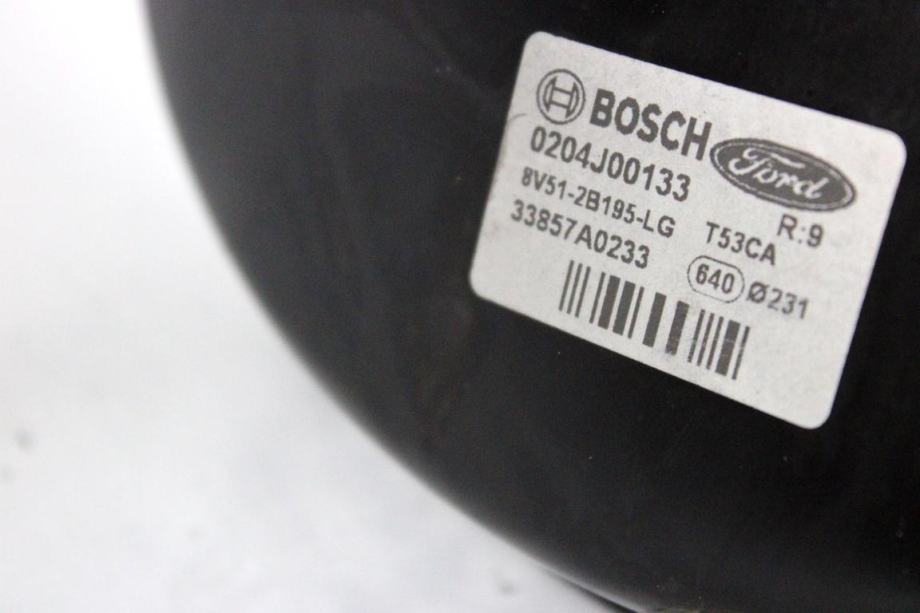 BOSCH
Ford
0204J00133
R:9
8V51-2B195-LG T53CA
33857A0233 640 Ø231